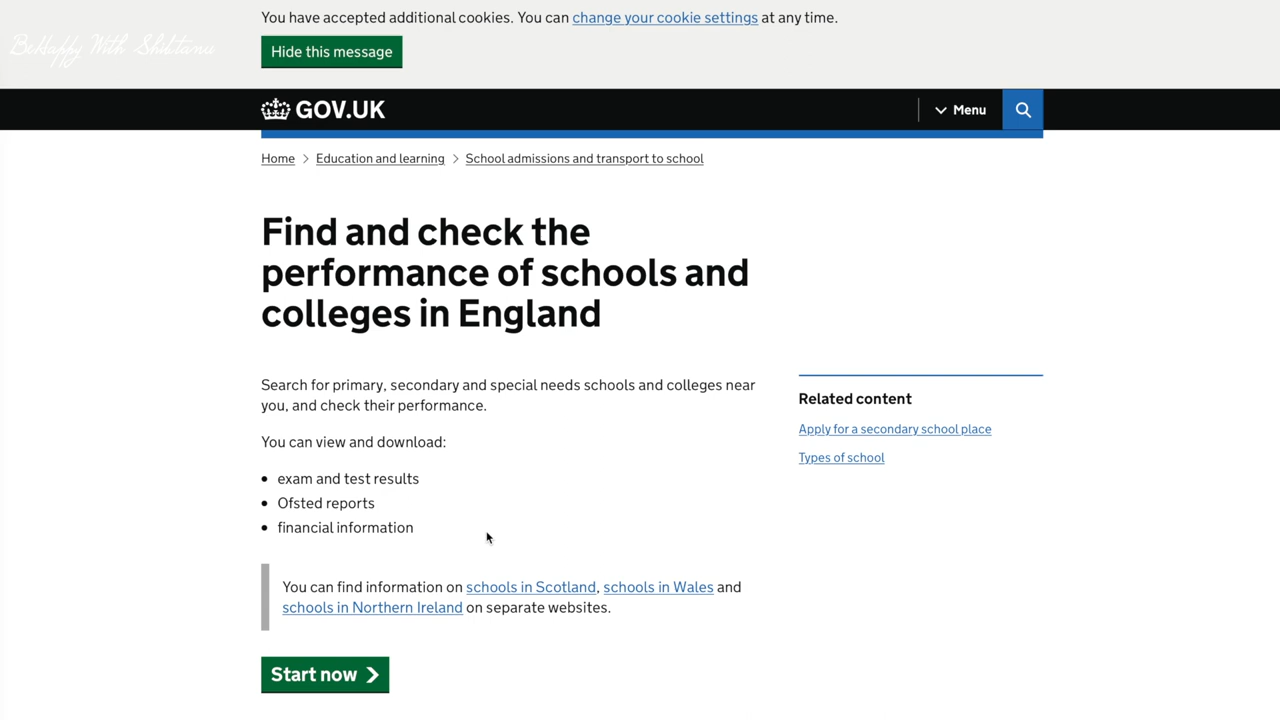 You have accepted additional cookies. You can change your cookie settings at any time.
BeHappy With Shilitanu
Hide this message
GOV.UK
Menu
Home > Education and learning > School admissions and transport to school
Find and check the
performance of schools and
colleges in England
Search for primary, secondary and special needs schools and colleges near
you, and check their performance.
You can view and download:
• exam and test results
• Ofsted reports
• financial information
You can find information on schools in Scotland, schools in Wales and
schools in Northern Ireland on separate websites.
Start now
Related content
Apply for a secondary school place
Types of school